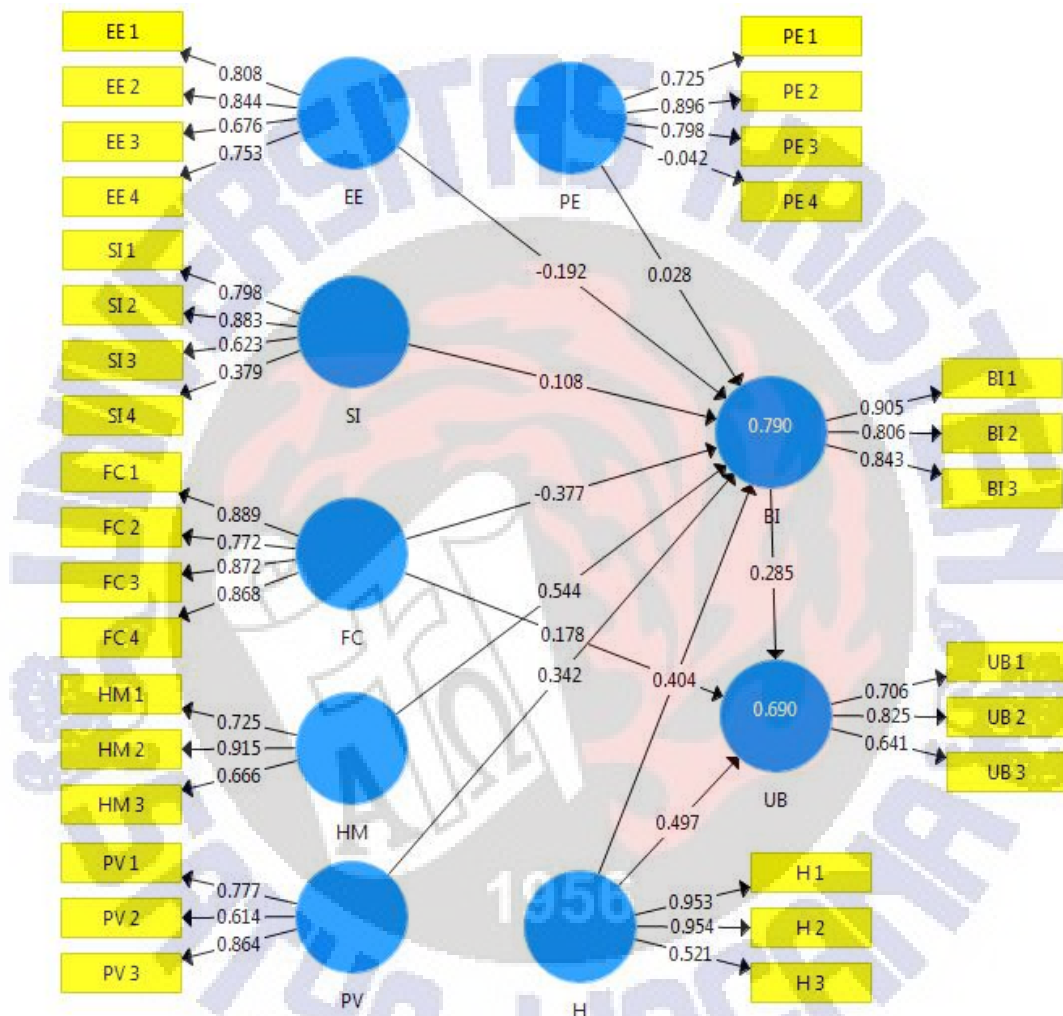 EE 1
EE 2
EE 3
EE 4
0.808
0.844
0.676
0.753
EE
PE 1
PE 2
PE 3
PE 4
0.725
0.896
0.798
-0.042
PE
SI 1
SI 2
SI 3
SI 4
0.798
0.883
0.623
0.379
SI
-0.192
0.028
0.108
0.790
BI
BI 1
BI 2
BI 3
0.905
0.806
0.843
FC 1
FC 2
FC 3
FC 4
0.889
0.772
0.872
0.868
FC
-0.377
0.544
0.178
0.342
0.404
0.285
HM 1
HM 2
HM 3
0.725
0.915
0.666
HM
0.690
UB
UB 1
UB 2
UB 3
0.706
0.825
0.641
0.497
PV 1
PV 2
PV 3
0.777
0.614
0.864
PV
H 1
H 2
H 3
0.953
0.954
0.521
H
UNIVERSITAS KRISTEN
1956